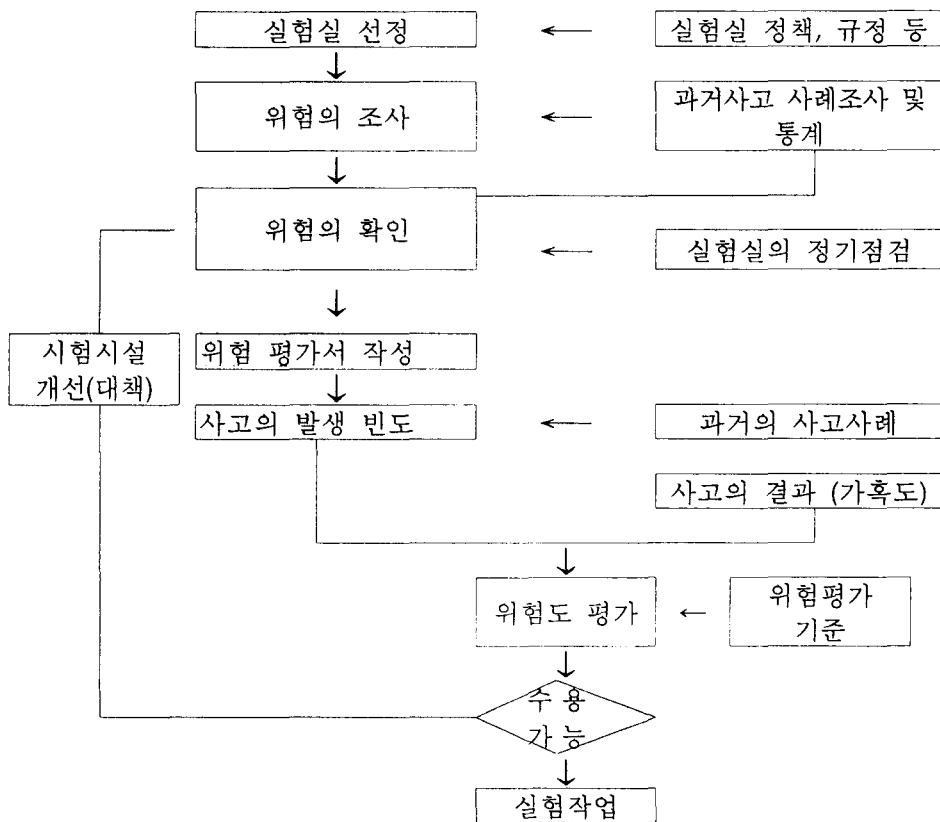 실험실 선정
실험실 정책, 규정 등
위험의 조사
과거사고 사례조사 및
통계
위험의 확인
실험실의 정기점검
시험시설
개선(대책)
위험 평가서 작성
사고의 발생 빈도
과거의 사고사례
사고의 결과 (가혹도)
위험도 평가
위험평가
기준
수 용
가 능
실험작업